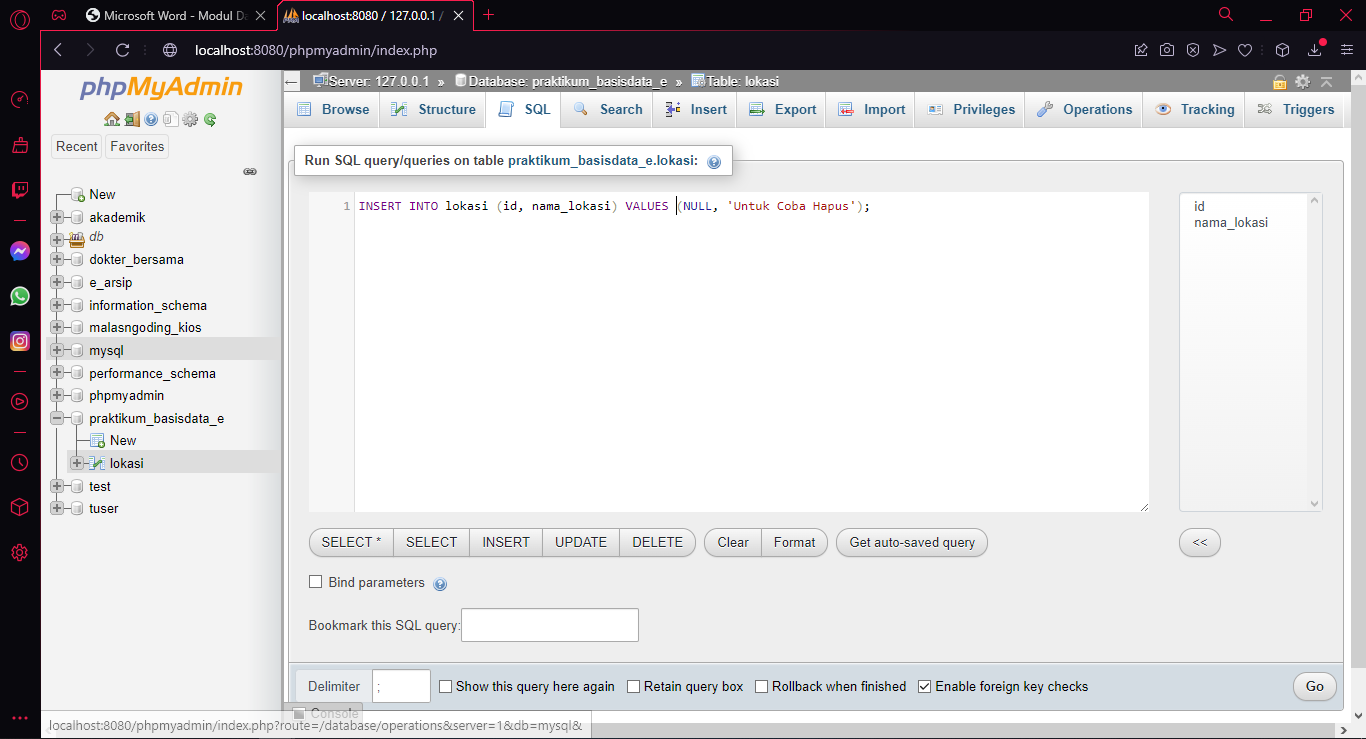 Microsoft Word - Modul Da
localhost:8080 / 127.0.0.1 /
localhost:8080/phpmyadmin/index.php
phpMyAdmin
Recent
Favorites
New
akademik
db
dokter_bersama
e_arsip
information_schema
malasngoding_kios
mysql
performance_schema
phpmyadmin
praktikum_basisdata_e
New
lokasi
test
tuser
Server: 127.0.0.1 » Database: praktikum_basisdata_e » Table: lokasi
Browse
Structure
SQL
Search
Insert
Export
Import
Privileges
Operations
Tracking
Triggers
Run SQL query/queries on table praktikum_basisdata_e.lokasi:
1 INSERT INTO lokasi (id, nama_lokasi) VALUES (NULL, 'Untuk Coba Hapus');
id
nama_lokasi
SELECT *
SELECT
INSERT
UPDATE
DELETE
Clear
Format
Get auto-saved query
<<
Bind parameters
Bookmark this SQL query:
Delimiter ;
Show this query here again
Retain query box
Rollback when finished
Enable foreign key checks
Go
Console
localhost:8080/phpmyadmin/index.php?route=/database/operations&server=1&db=mysql&